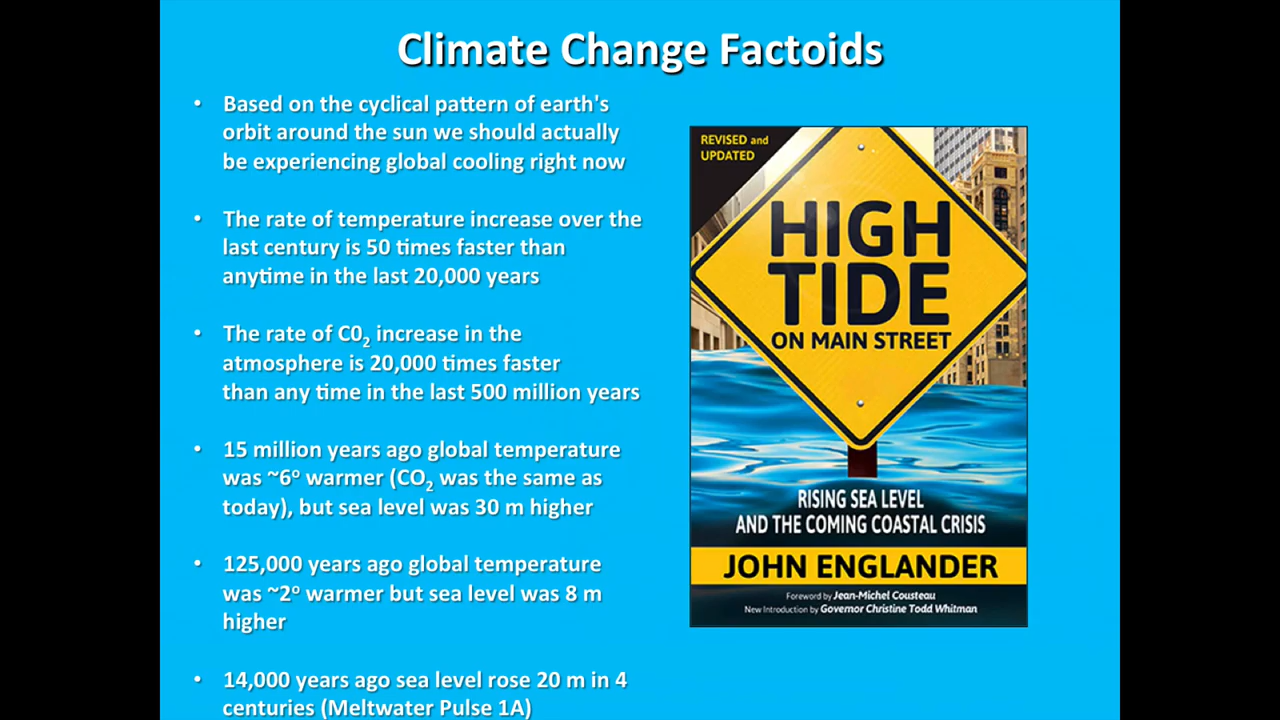 Climate Change Factoids
• Based on the cyclical pattern of earth's
orbit around the sun we should actually
be experiencing global cooling right now
• The rate of temperature increase over the
last century is 50 times faster than
anytime in the last 20,000 years
• The rate of C0₂ increase in the
atmosphere is 20,000 times faster
than any time in the last 500 million years
• 15 million years ago global temperature
was ~6º warmer (CO₂ was the same as
today), but sea level was 30 m higher
• 125,000 years ago global temperature
was ~2º warmer but sea level was 8 m
higher
• 14,000 years ago sea level rose 20 m in 4
centuries (Meltwater Pulse 1A)
REVISED and
UPDATED
HIGH
TIDE
ON MAIN STREET
RISING SEA LEVEL
AND THE COMING COASTAL CRISIS
JOHN ENGLANDER
Foreword by Jean-Michel Cousteau
New Introduction by Governor Christine Todd Whitman